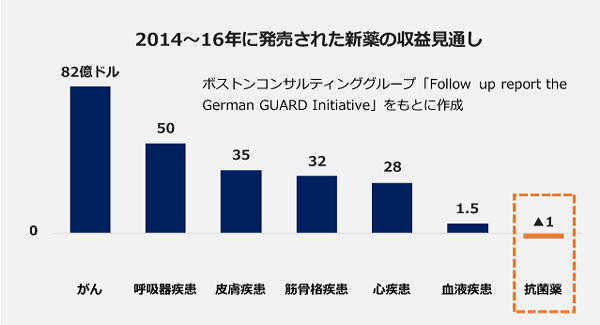 2014〜16年に発売された新薬の収益見通し
82億ドル
ボストンコンサルティンググループ「Follow up report the
German GUARD Initiative」をもとに作成
50
35
32
28
1.5
▲1
0
がん
呼吸器疾患
皮膚疾患
筋骨格疾患
心疾患
血液疾患
抗菌薬